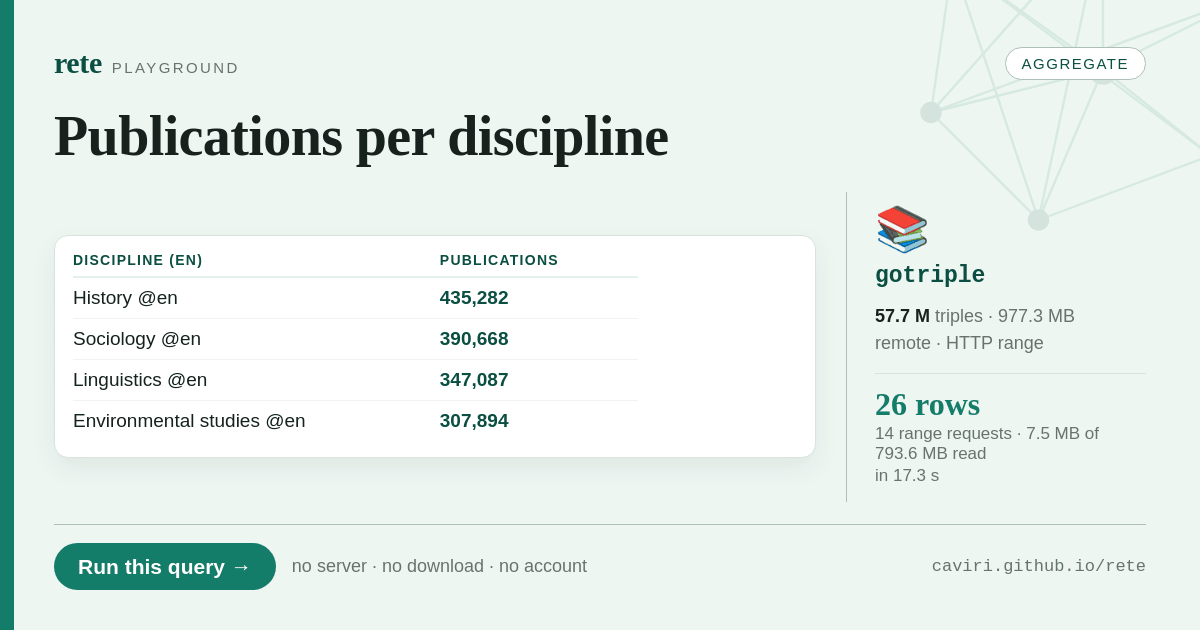 rete PLAYGROUND
AGGREGATE
Publications per discipline
DISCIPLINE (EN) PUBLICATIONS
History @en 435,282
Sociology @en 390,668
Linguistics @en 347,087
Environmental studies @en 307,894
gotriple
57.7 M triples · 977.3 MB
remote · HTTP range
26 rows
14 range requests · 7.5 MB of
793.6 MB read
in 17.3 s
Run this query →
no server · no download · no account
caviri.github.io/rete